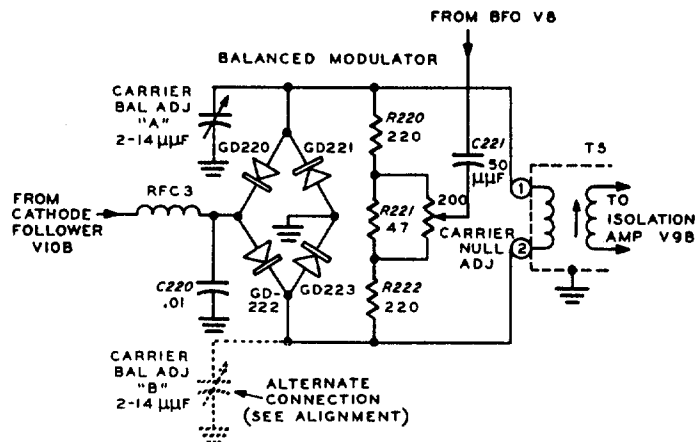 FROM BFO V8
BALANCED MODULATOR
CARRIER
BAL ADJ
"A"
2-14 μμF
GD220
GD221
R220
220
C221
50
μμF
T5
RFC 3
FROM
CATHODE
FOLLOWER
V10B
200
R221
47
CARRIER
NULL
ADJ
1
2
TO
ISOLATION
AMP V9B
C220
.01
GD-
222
GD223
R222
220
CARRIER
BAL ADJ
"B"
2-14 μμF
ALTERNATE
CONNECTION
(SEE ALIGNMENT)